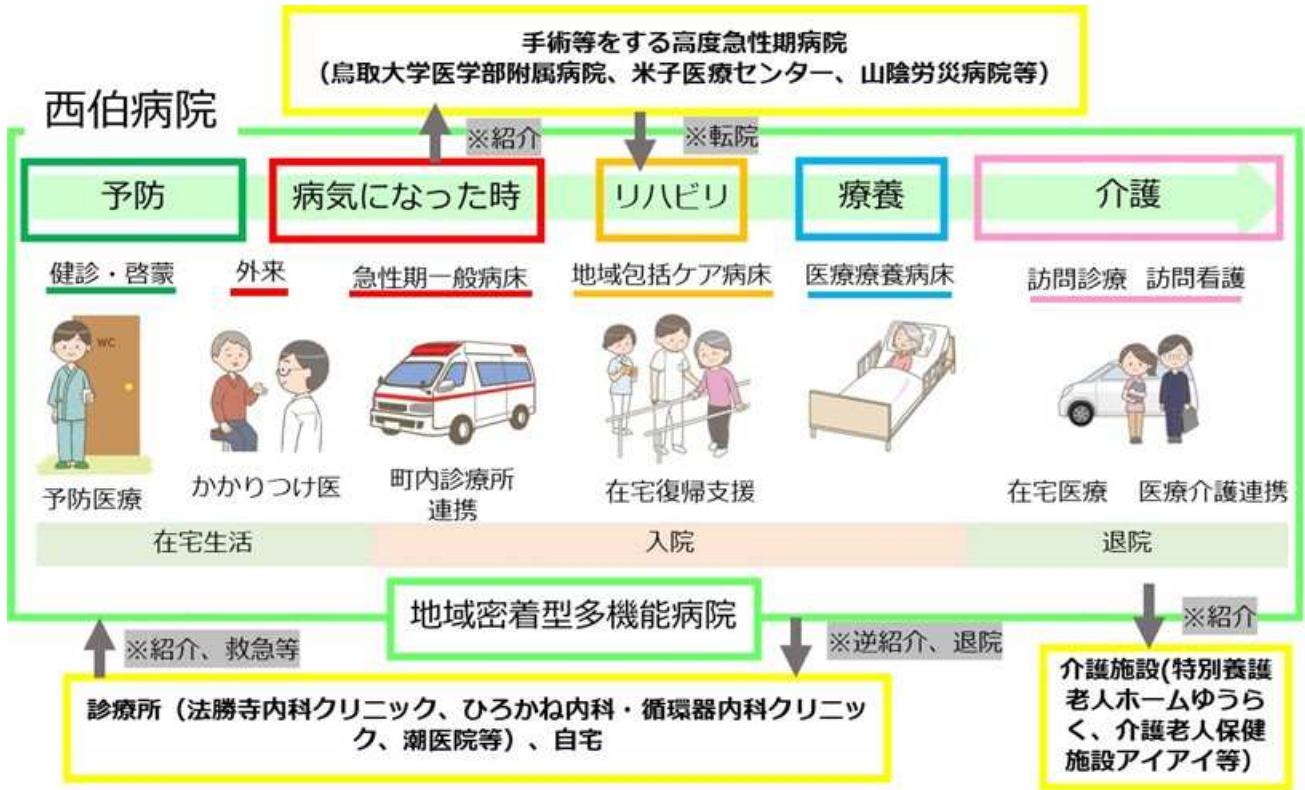 手術等をする高度急性期病院
（鳥取大学医学部附属病院、米子医療センター、山陰労災病院等）
西伯病院
※紹介
※転院
予防
病気になった時
リハビリ
療養
介護
健診・啓蒙
外来
急性期一般病床
地域包括ケア病床
医療療養病床
訪問診療 訪問看護
WC
予防医療
かかりつけ医
町内診療所
連携
在宅復帰支援
在宅医療
医療介護連携
在宅生活
入院
退院
地域密着型多機能病院
※紹介、救急等
※逆紹介、退院
※紹介
診療所（法勝寺内科クリニック、ひろかね内科・循環器内科クリニッ
ク、潮医院等）、自宅
介護施設(特別養護
老人ホームゆうら
く、介護老人保健
施設アイアイ等）